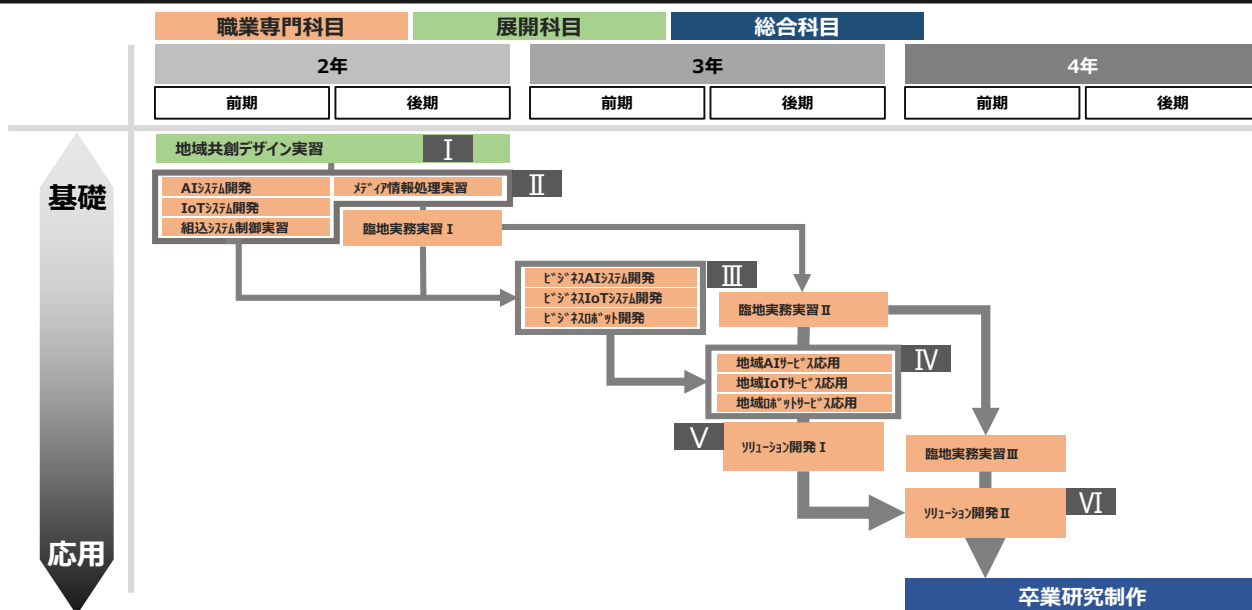 職業専門科目
展開科目
総合科目
2年
3年
4年
前期
後期
前期
後期
前期
後期
基礎
応用
地域共創デザイン実習
Ⅰ
AIシステム開発
メディア情報処理実習
Ⅱ
IoTシステム開発
組込システム制御実習
臨地実務実習Ⅰ
ビジネスAIシステム開発
Ⅲ
ビジネスIoTシステム開発
ビジネスロボット開発
臨地実務実習Ⅱ
地域AIサービス応用
Ⅳ
地域IoTサービス応用
地域ロボットサービス応用
Ⅴ
ソリューション開発Ⅰ
臨地実務実習Ⅲ
ソリューション開発Ⅱ
Ⅵ
卒業研究制作